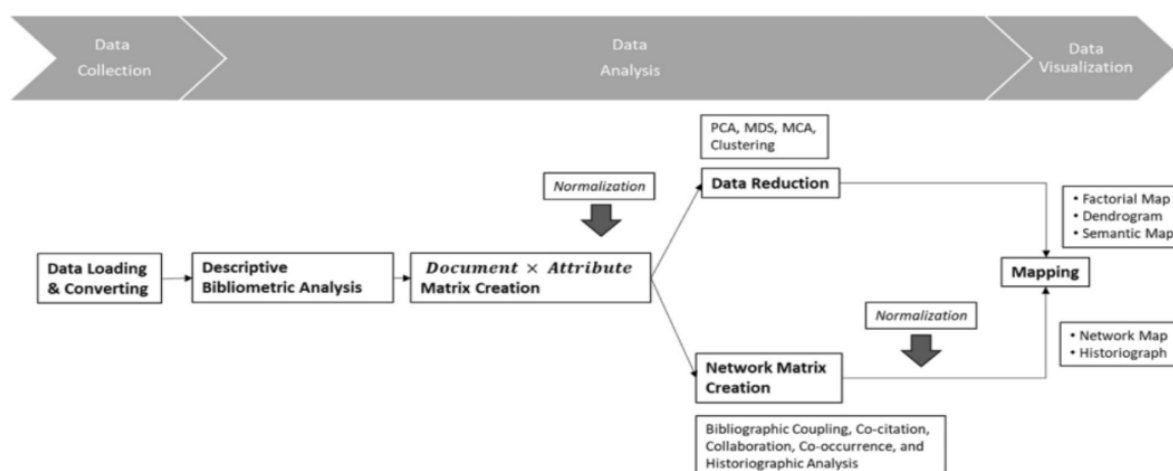 Data
Collection
Data
Analysis
Data
Visualization
PCA, MDS, MCA,
Clustering
Normalization
Data Reduction
• Factorial Map
• Dendrogram
• Semantic Map
Data Loading
& Converting
Descriptive
Bibliometric Analysis
Document × Attribute
Matrix Creation
Mapping
Normalization
• Network Map
• Historiograph
Network Matrix
Creation
Bibliographic Coupling, Co-citation,
Collaboration, Co-occurrence, and
Historiographic Analysis